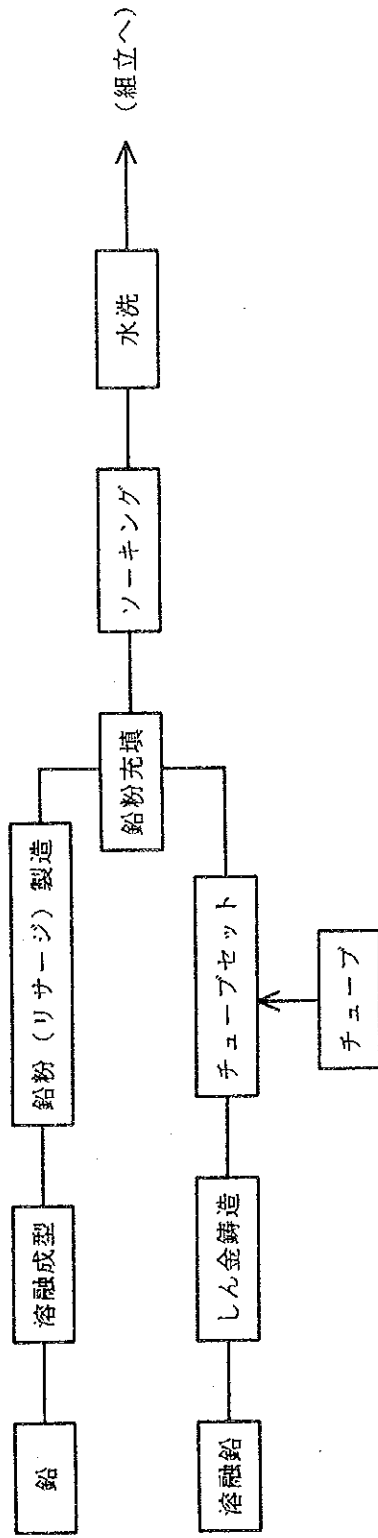 鉛
溶融成型
鉛粉（リサージ）製造
溶融鉛
しん金鋳造
チューブセット
チューブ
鉛粉充填
ソーキング
水洗
（組立へ）